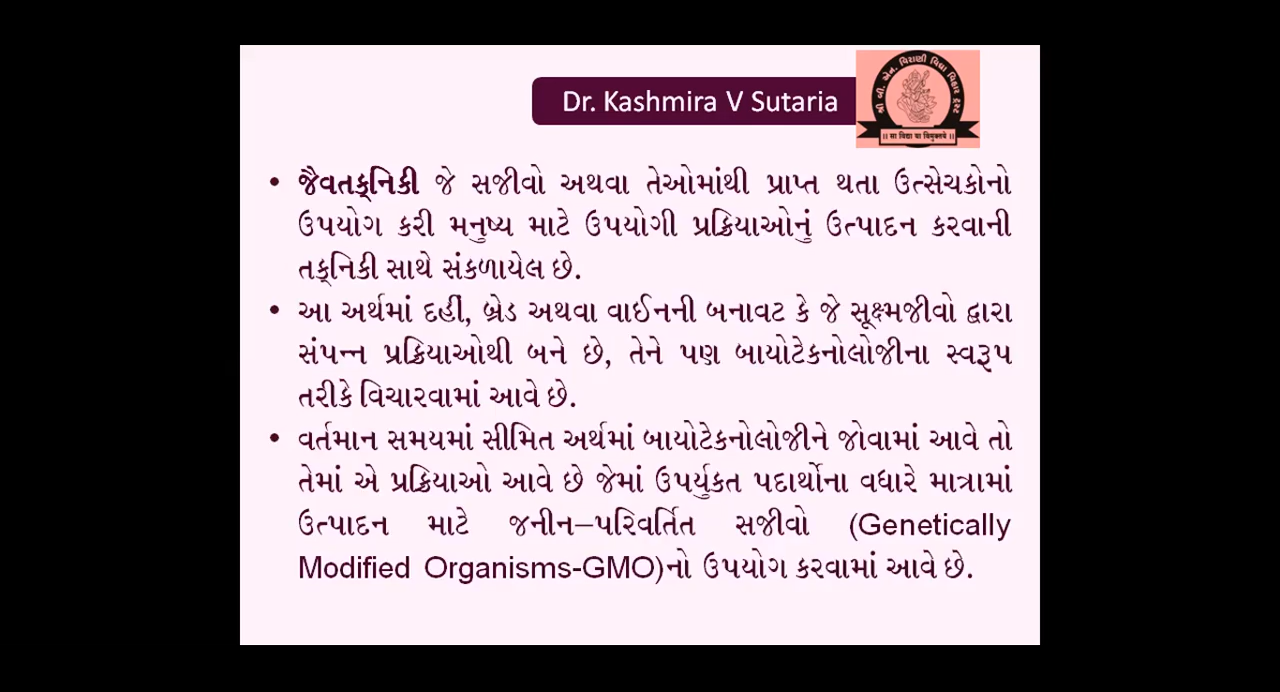 Dr. Kashmira V Sutaria
શ્રી બી. એન. વિરાણી વિદ્યા વિહાર ટ્રસ્ટ
॥ સા વિદ્યા યા વિમુક્તયે ॥
• જૈવતક્નિકી જે સજીવો અથવા તેઓમાંથી પ્રાપ્ત થતા ઉત્સેચકોનો
ઉપયોગ કરી મનુષ્ય માટે ઉપયોગી પ્રક્રિયાઓનું ઉત્પાદન કરવાની
તક્નિકી સાથે સંકળાયેલ છે.
• આ અર્થમાં દહીં, બ્રેડ અથવા વાઈનની બનાવટ કે જે સૂક્ષ્મજીવો દ્વારા
સંપન્ન પ્રક્રિયાઓથી બને છે, તેને પણ બાયોટેકનોલોજીના સ્વરૂપ
તરીકે વિચારવામાં આવે છે.
• વર્તમાન સમયમાં સીમિત અર્થમાં બાયોટેકનોલોજીને જોવામાં આવે તો
તેમાં એ પ્રક્રિયાઓ આવે છે જેમાં ઉપર્યુકત પદાર્થોના વધારે માત્રામાં
ઉત્પાદન માટે જનીન–પરિવર્તિત સજીવો (Genetically
Modified Organisms-GMO)નો ઉપયોગ કરવામાં આવે છે.